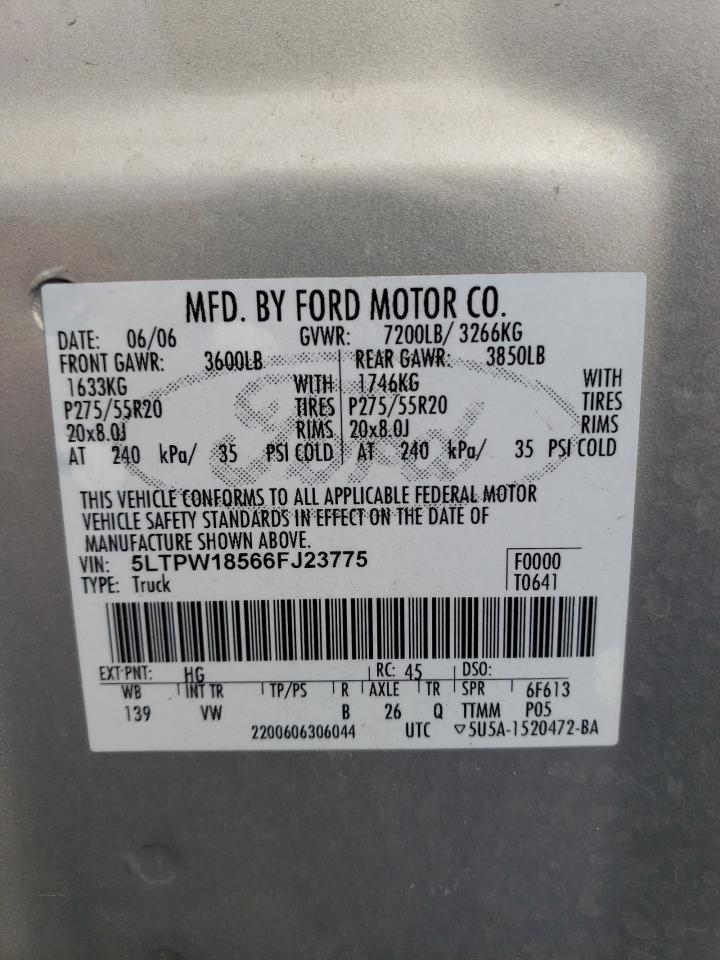 MFD. BY FORD MOTOR CO.
DATE: 06/06 GVWR: 7200LB/ 3266KG
FRONT GAWR: 3600LB REAR GAWR: 3850LB
1633KG WITH 1746KG WITH
P275/55R20 TIRES P275/55R20 TIRES
20x8.0J RIMS 20x8.0J RIMS
AT 240 kPa/ 35 PSI COLD AT 240 kPa/ 35 PSI COLD
Ford
THIS VEHICLE CONFORMS TO ALL APPLICABLE FEDERAL MOTOR
VEHICLE SAFETY STANDARDS IN EFFECT ON THE DATE OF
MANUFACTURE SHOWN ABOVE.
VIN: 5LTPW18566FJ23775 F0000
TYPE: Truck T0641
EXT PNT: HG RC: 45 DSO:
WB INT TR TP/PS R AXLE TR SPR 6F613
139 VW B 26 Q TTMM P05
2200606306044 UTC ▽5U5A-1520472-BA